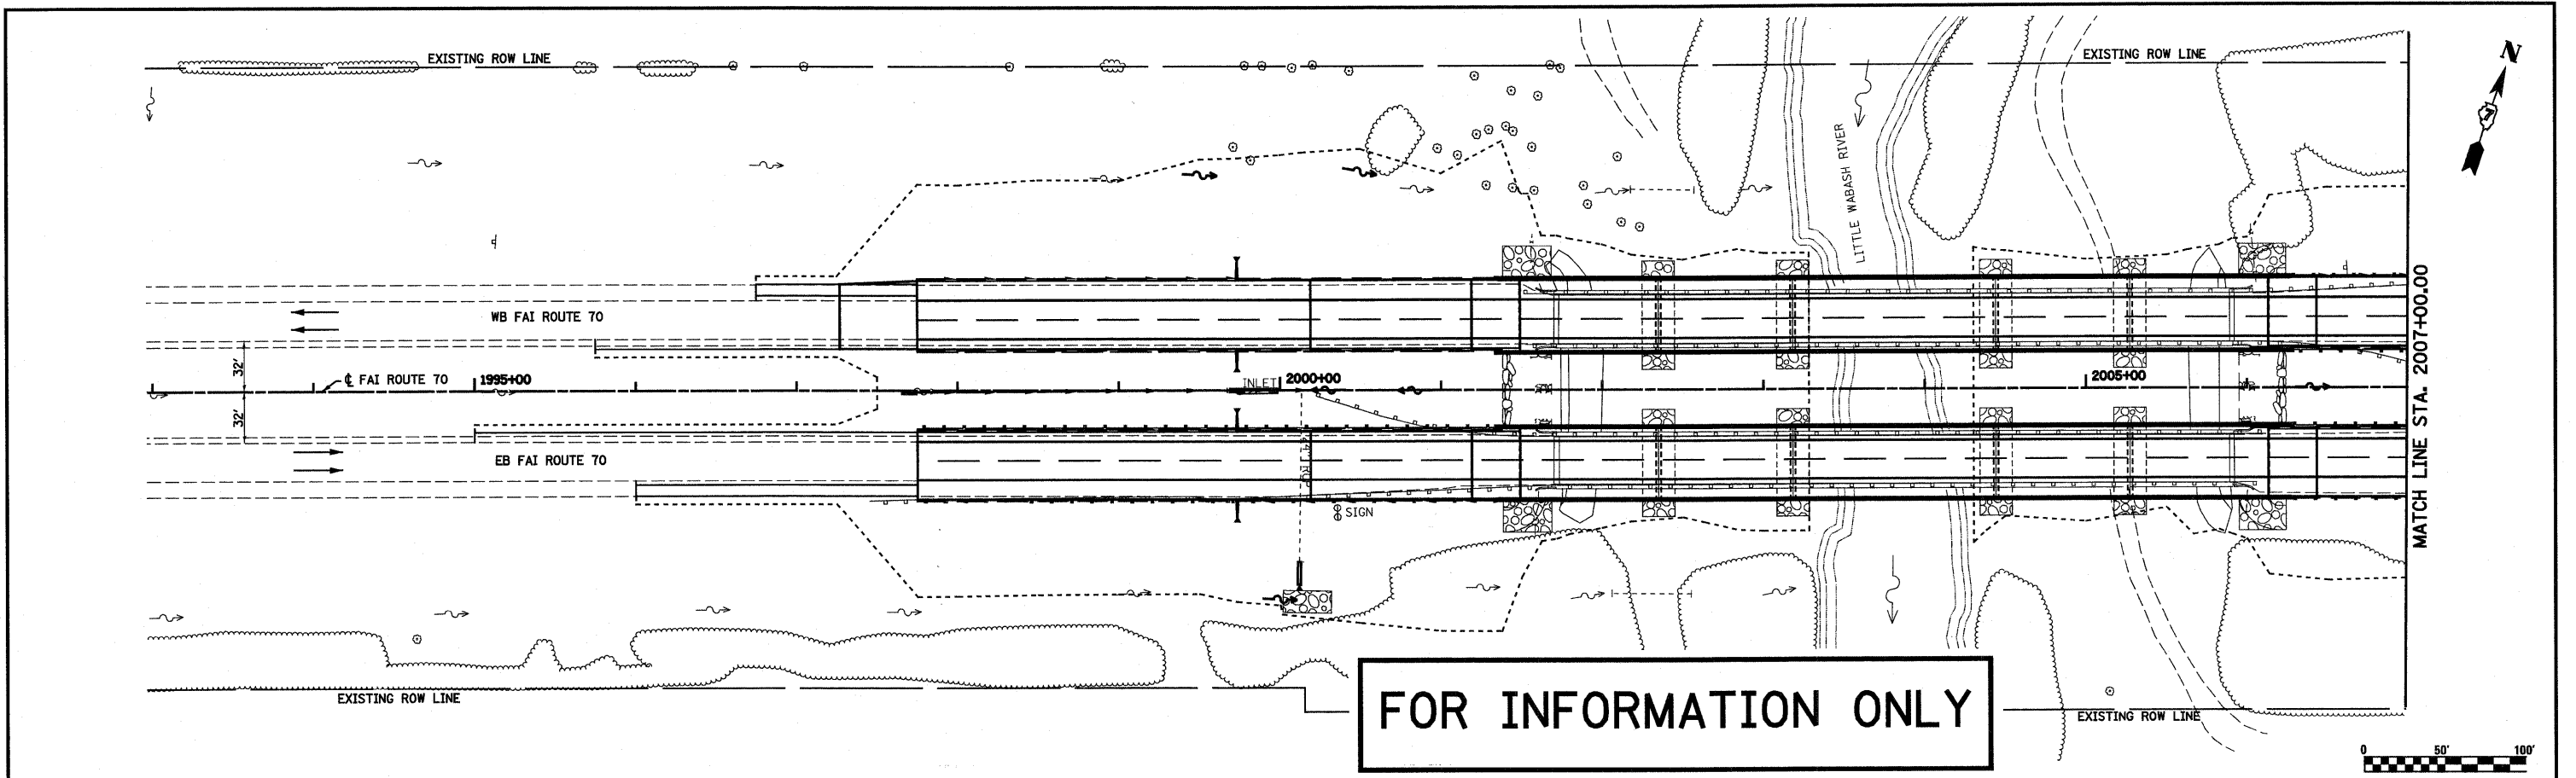 EXISTING ROW LINE
EXISTING ROW LINE
N
7
LITTLE WABASH RIVER
WB FAI ROUTE 70
32'
℄ FAI ROUTE 70
1995+00
INLET
2000+00
2005+00
32'
EB FAI ROUTE 70
SIGN
MATCH LINE STA. 2007+00.00
EXISTING ROW LINE
FOR INFORMATION ONLY
EXISTING ROW LINE
0 50' 100'